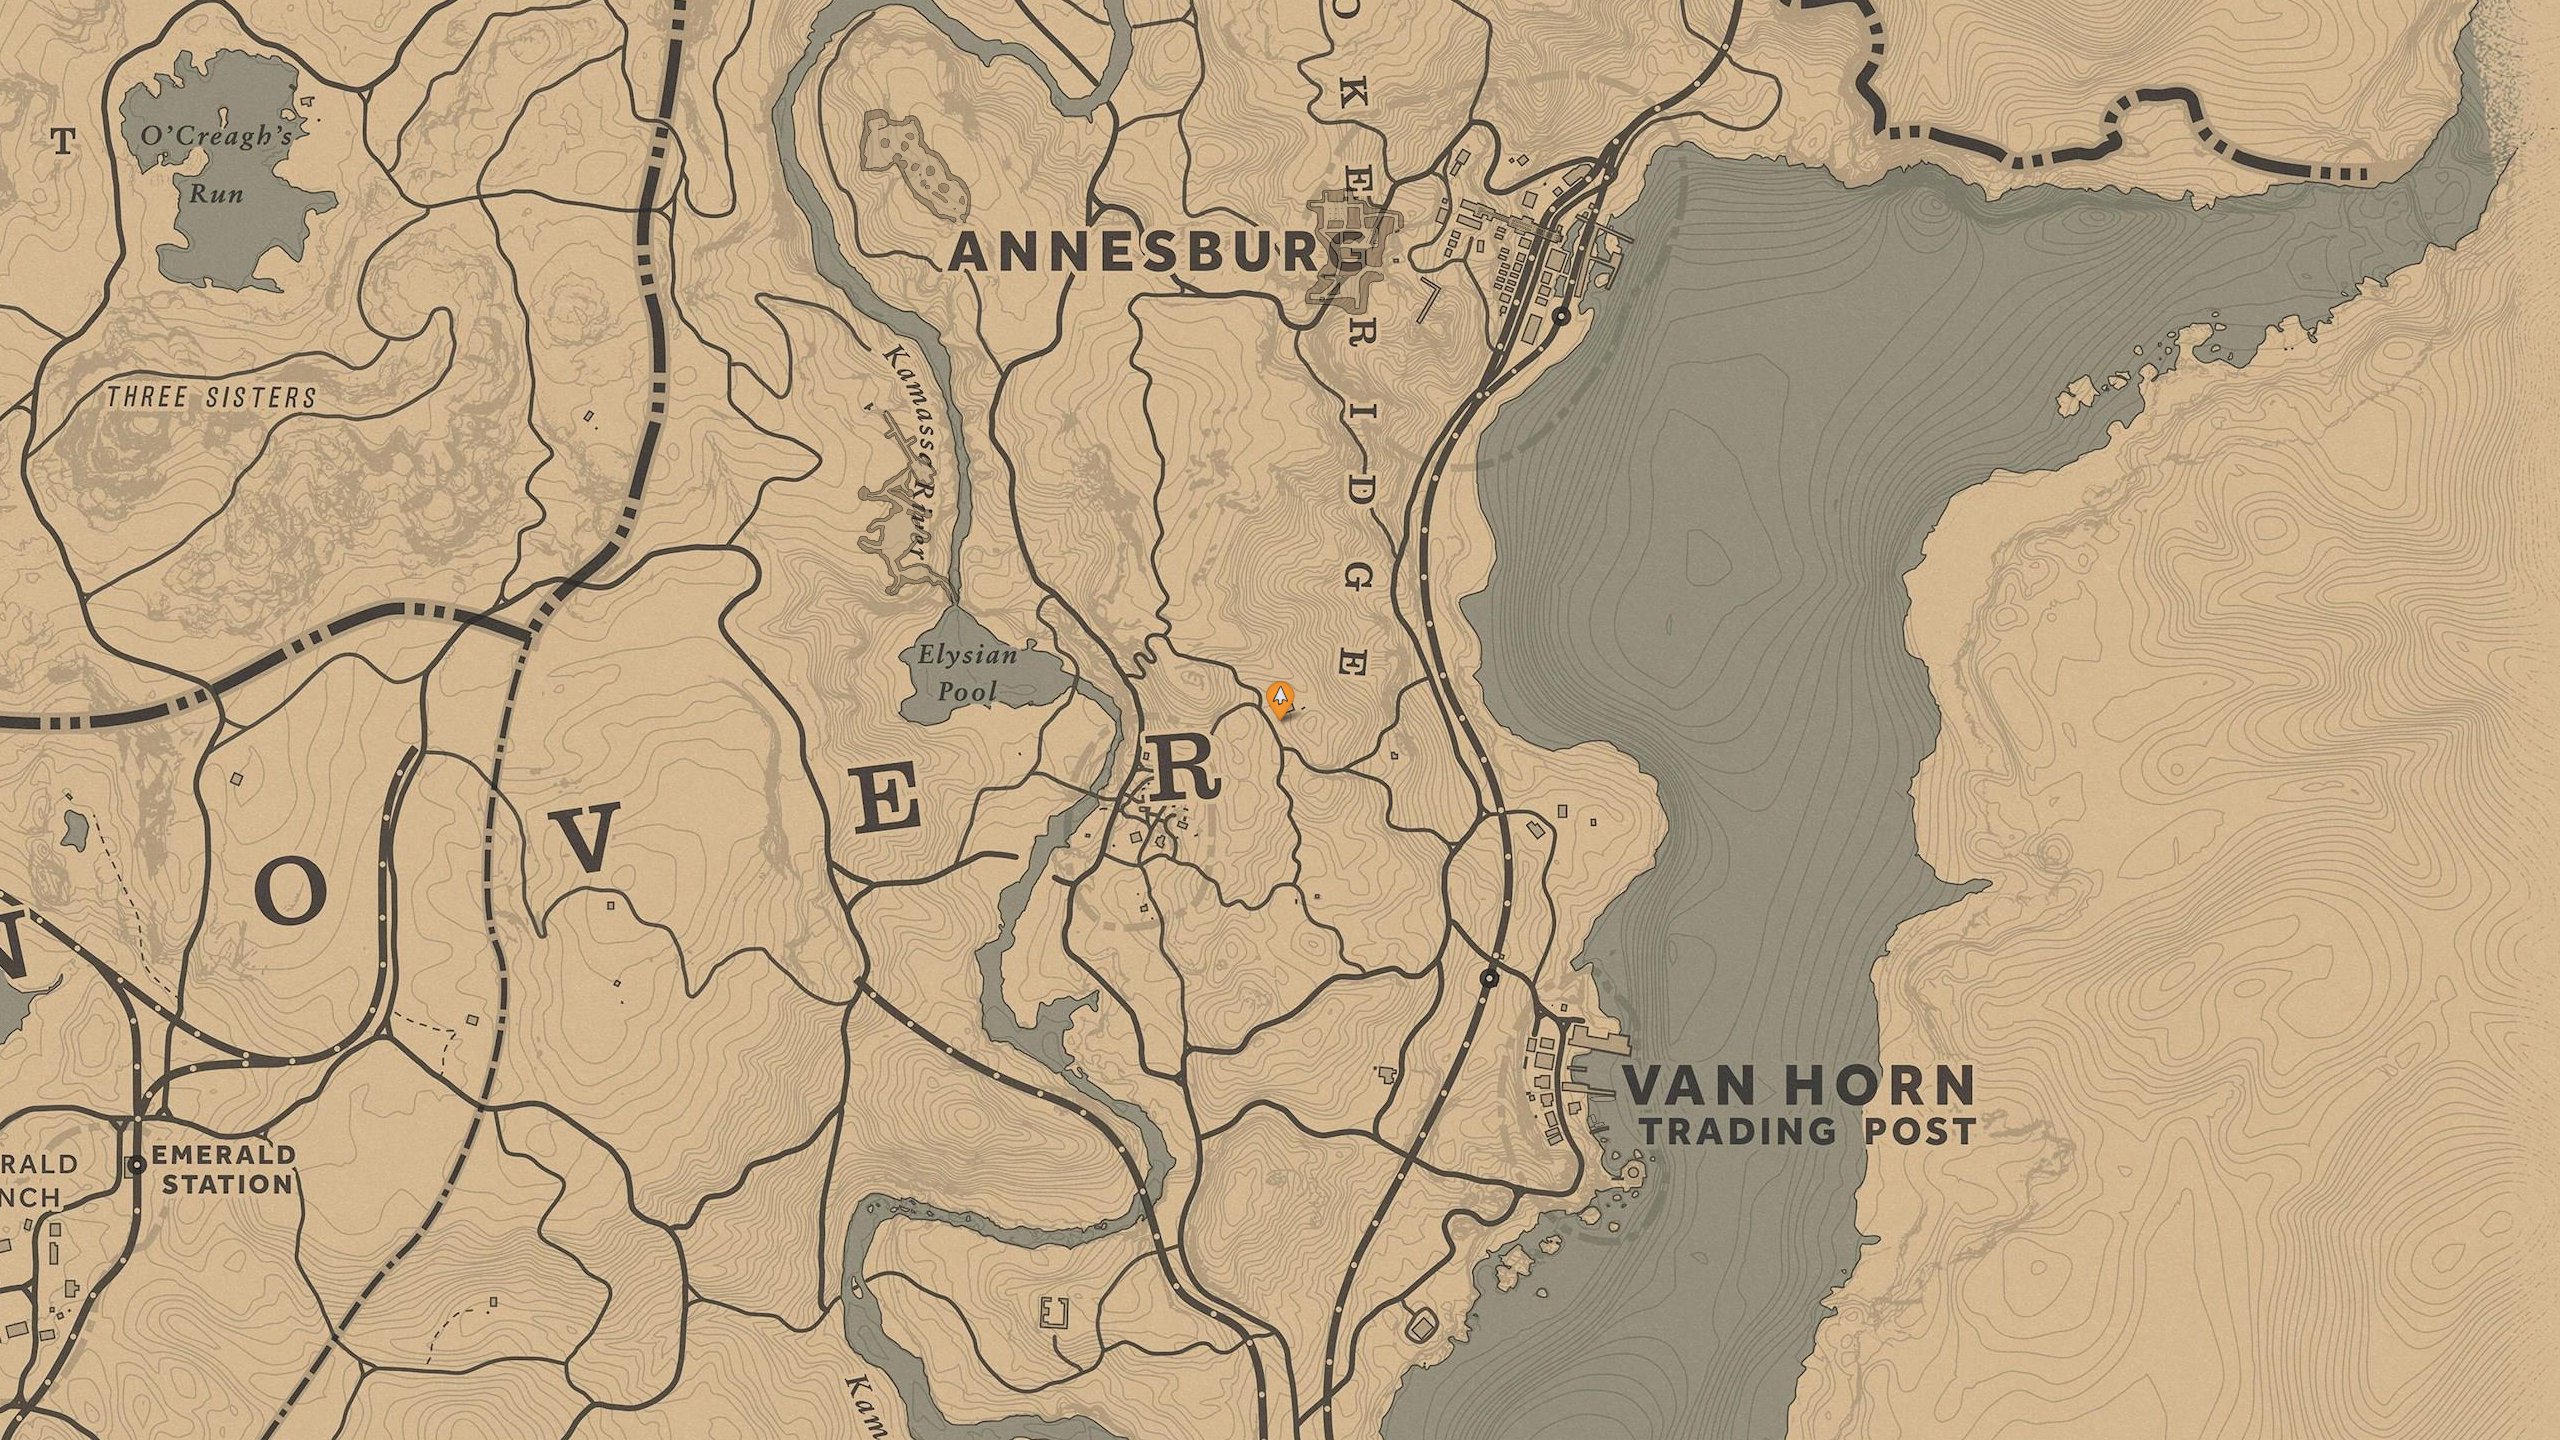 O
K
E
R
I
D
G
E
T
O'Creagh's
Run
ANNESBURG
THREE SISTERS
Kamassa River
Elysian
Pool
N
O
V
E
R
VAN HORN
TRADING POST
EMERALD
STATION
RALD
NCH
Kam